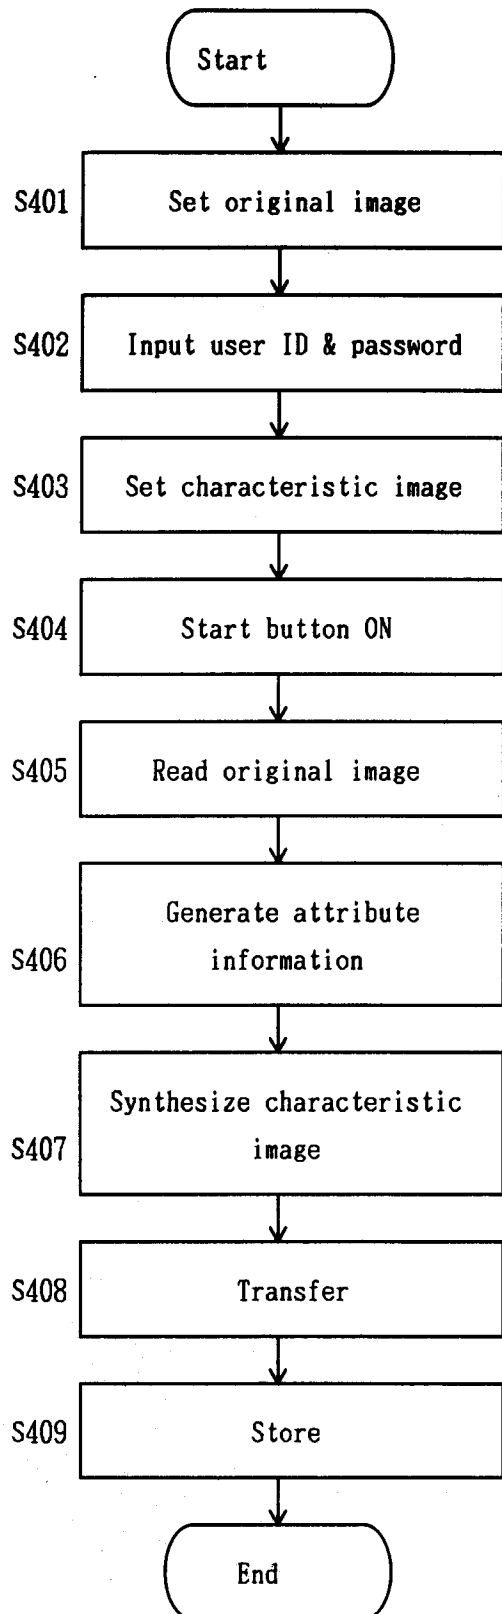 Start
S401 Set original image
S402 Input user ID & password
S403 Set characteristic image
S404 Start button ON
S405 Read original image
Generate attribute
S406 information
Synthesize characteristic
S407 image
S408 Transfer
S409 Store
End